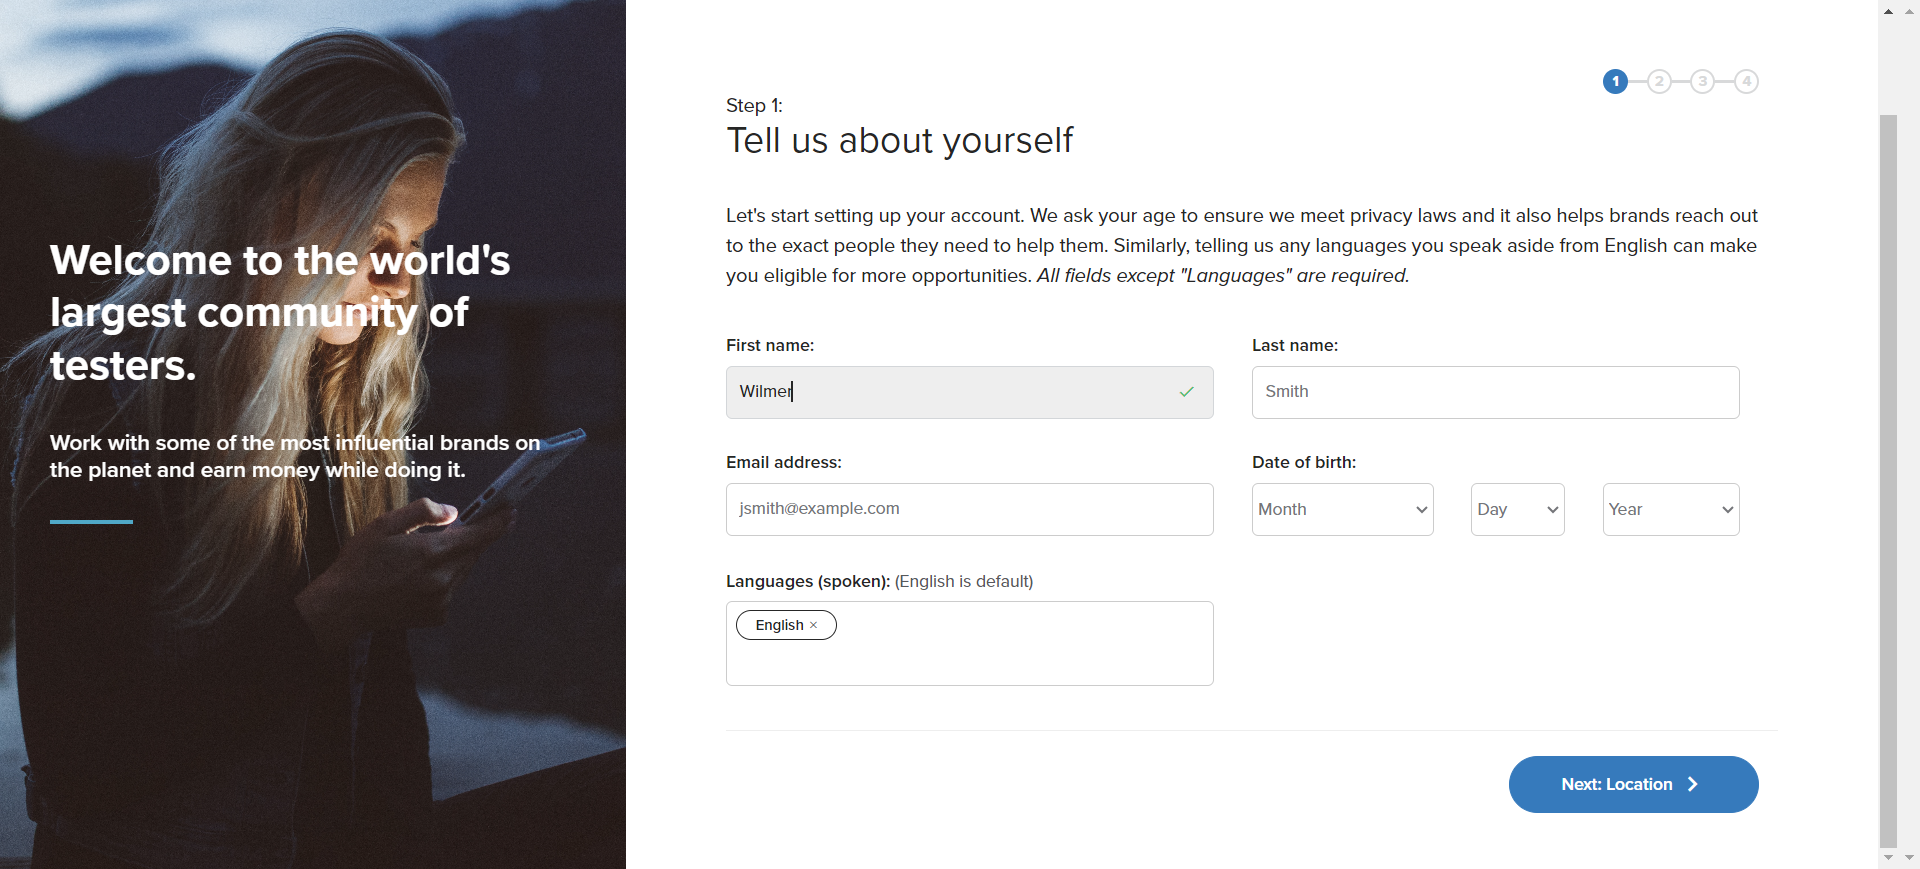 Welcome to the world's
largest community of
testers.
Work with some of the most influential brands on
the planet and earn money while doing it.
1 2 3 4
Step 1:
Tell us about yourself
Let's start setting up your account. We ask your age to ensure we meet privacy laws and it also helps brands reach out
to the exact people they need to help them. Similarly, telling us any languages you speak aside from English can make
you eligible for more opportunities. All fields except "Languages" are required.
First name:
Last name:
Wilmer
Smith
Email address:
Date of birth:
jsmith@example.com
Month
Day
Year
Languages (spoken): (English is default)
English ×
Next: Location